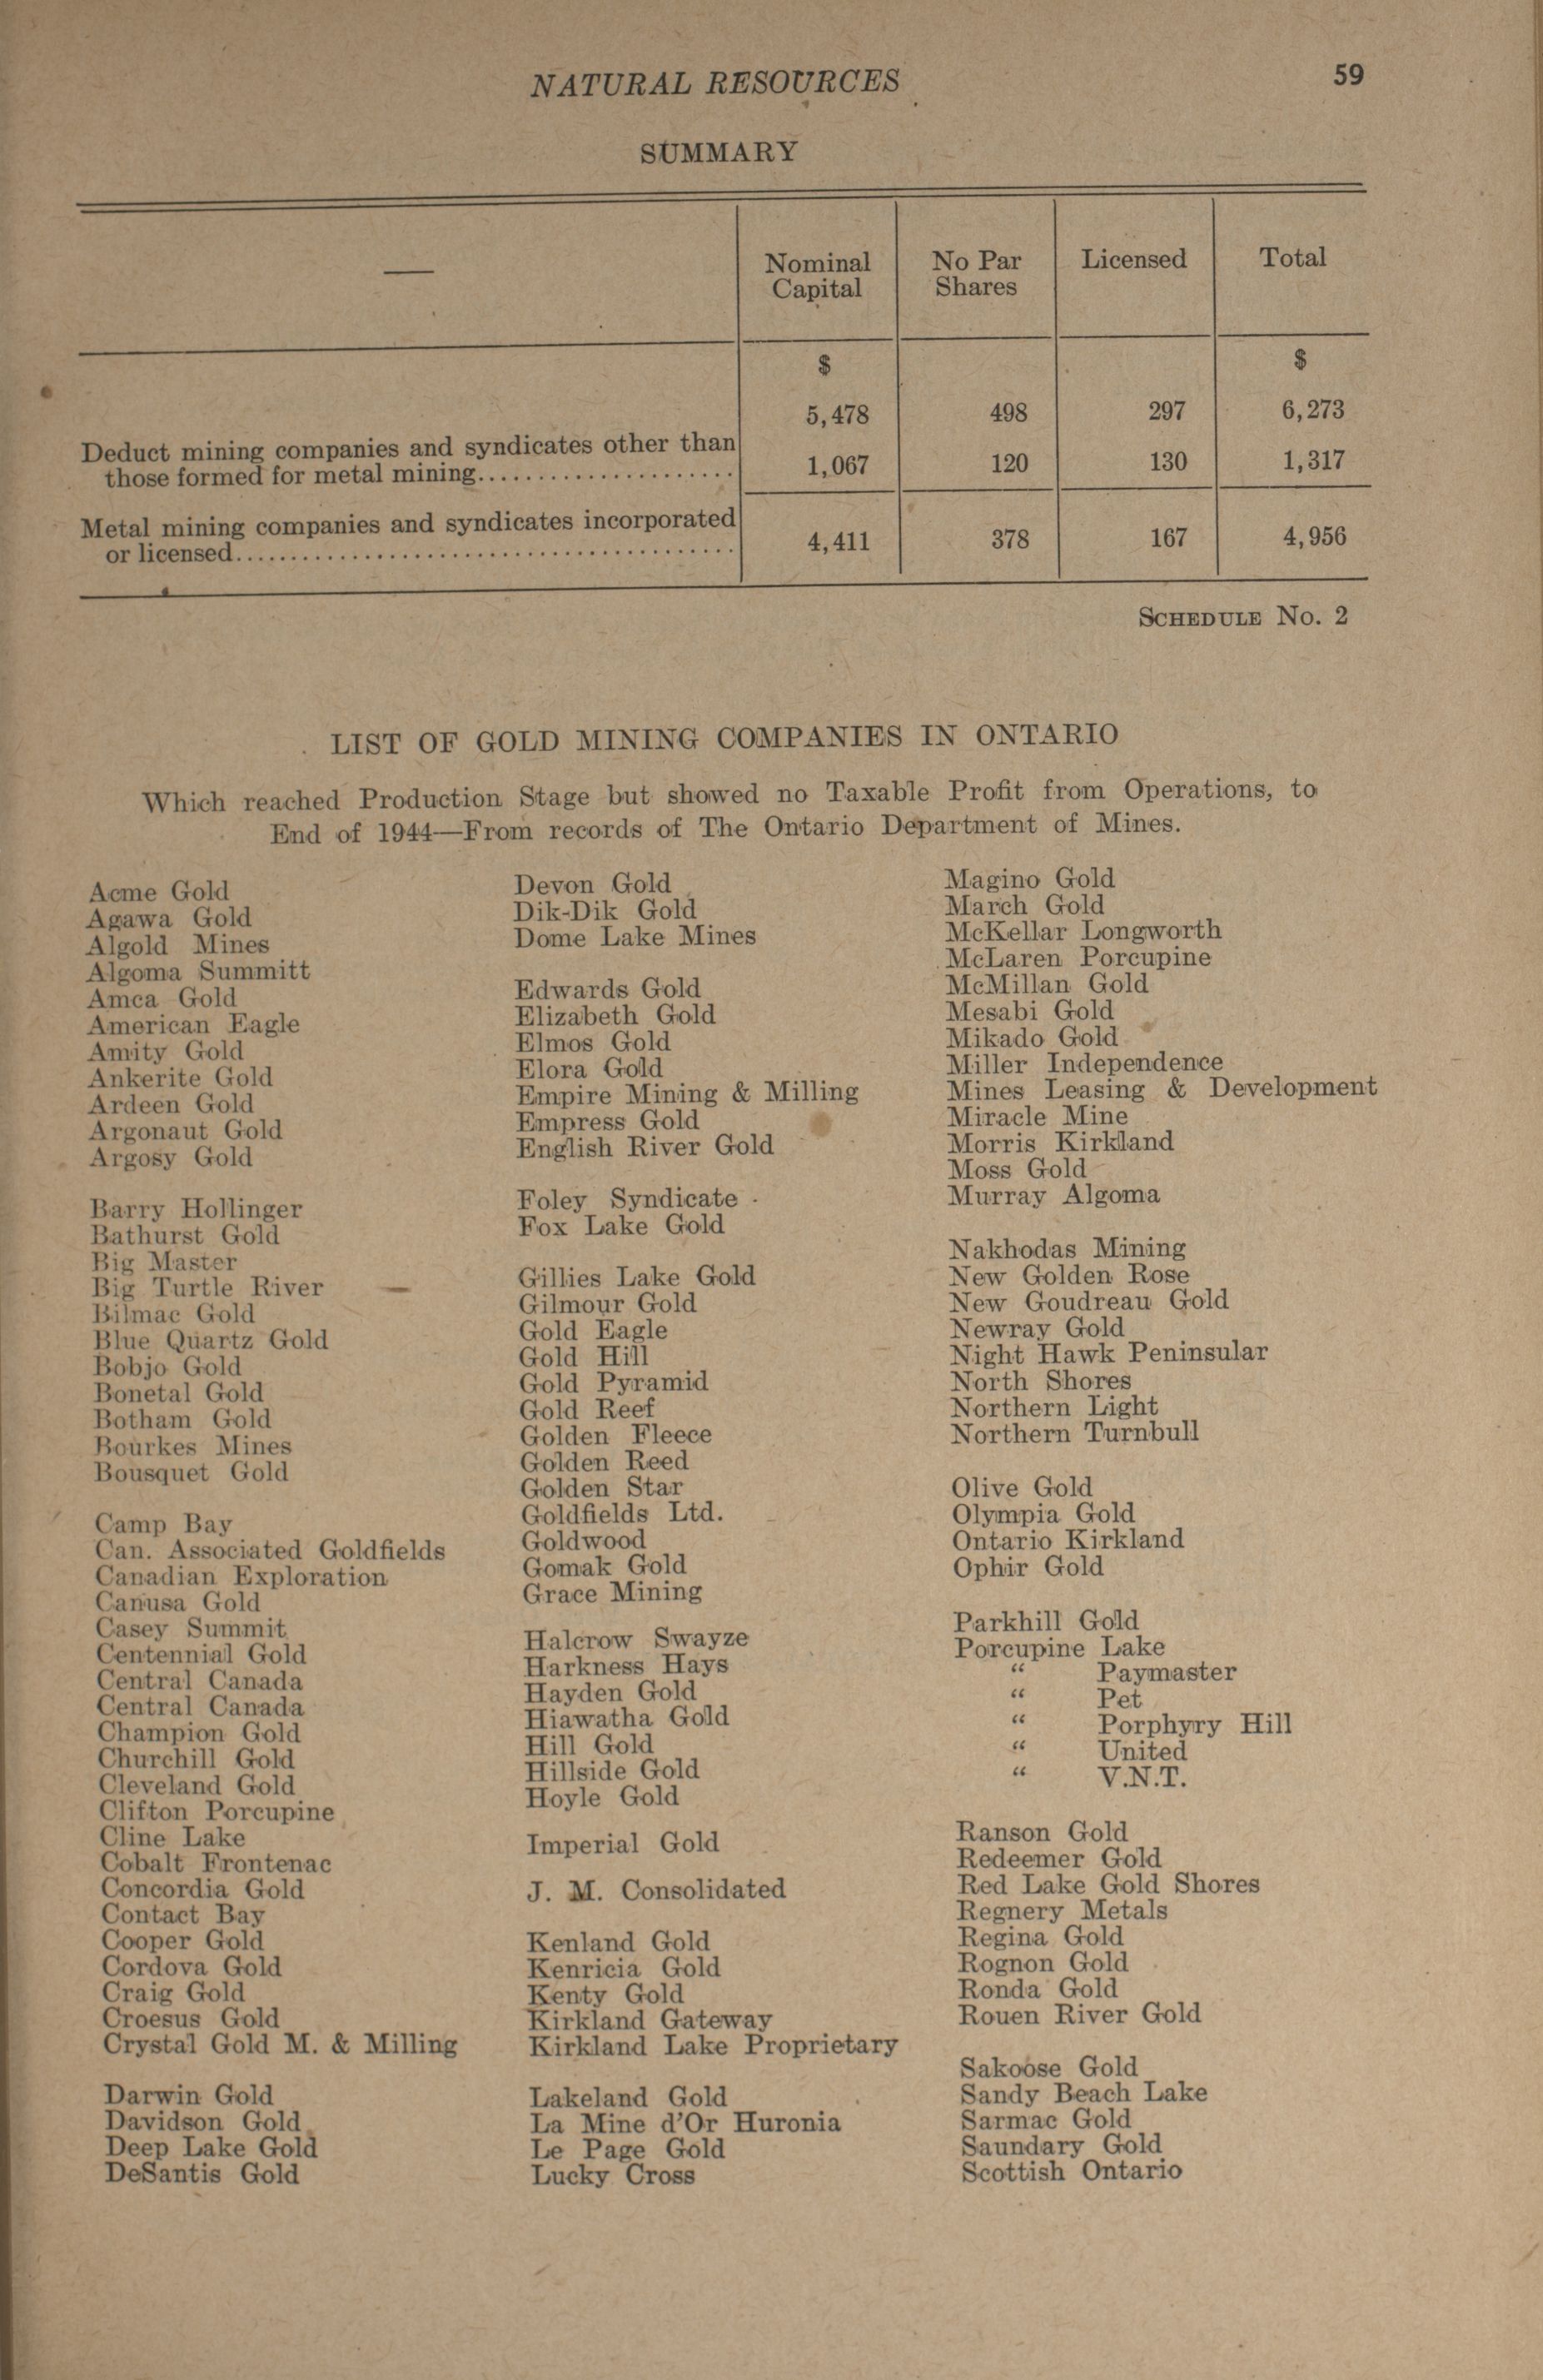 NATURAL RESOURCES 59
SUMMARY
— Nominal Capital No Par Shares Licensed Total
$ $
5,478 498 297 6,273
Deduct mining companies and syndicates other than
those formed for metal mining.................... 1,067 120 130 1,317
Metal mining companies and syndicates incorporated
or licensed........................................ 4,411 378 167 4,956
SCHEDULE No. 2
LIST OF GOLD MINING COMPANIES IN ONTARIO
Which reached Production Stage but showed no Taxable Profit from Operations, to
End of 1944—From records of The Ontario Department of Mines.
Acme Gold
Agawa Gold
Algold Mines
Algoma Summitt
Amca Gold
American Eagle
Amity Gold
Ankerite Gold
Ardeen Gold
Argonaut Gold
Argosy Gold
Barry Hollinger
Bathurst Gold
Big Master
Big Turtle River
Bilmac Gold
Blue Quartz Gold
Bobjo Gold
Bonetal Gold
Botham Gold
Bourkes Mines
Bousquet Gold
Camp Bay
Can. Associated Goldfields
Canadian Exploration
Canusa Gold
Casey Summit
Centennial Gold
Central Canada
Central Canada
Champion Gold
Churchill Gold
Cleveland Gold
Clifton Porcupine
Cline Lake
Cobalt Frontenac
Concordia Gold
Contact Bay
Cooper Gold
Cordova Gold
Craig Gold
Croesus Gold
Crystal Gold M. & Milling
Darwin Gold
Davidson Gold
Deep Lake Gold
DeSantis Gold
Devon Gold
Dik-Dik Gold
Dome Lake Mines
Edwards Gold
Elizabeth Gold
Elmos Gold
Elora Gold
Empire Mining & Milling
Empress Gold
English River Gold
Foley Syndicate
Fox Lake Gold
Gillies Lake Gold
Gilmour Gold
Gold Eagle
Gold Hill
Gold Pyramid
Gold Reef
Golden Fleece
Golden Reed
Golden Star
Goldfields Ltd.
Goldwood
Gomak Gold
Grace Mining
Halcrow Swayze
Harkness Hays
Hayden Gold
Hiawatha Gold
Hill Gold
Hillside Gold
Hoyle Gold
Imperial Gold
J. M. Consolidated
Kenland Gold
Kenricia Gold
Kenty Gold
Kirkland Gateway
Kirkland Lake Proprietary
Lakeland Gold
La Mine d'Or Huronia
Le Page Gold
Lucky Cross
Magino Gold
March Gold
McKellar Longworth
McLaren Porcupine
McMillan Gold
Mesabi Gold
Mikado Gold
Miller Independence
Mines Leasing & Development
Miracle Mine
Morris Kirkland
Moss Gold
Murray Algoma
Nakhodas Mining
New Golden Rose
New Goudreau Gold
Newray Gold
Night Hawk Peninsular
North Shores
Northern Light
Northern Turnbull
Olive Gold
Olympia Gold
Ontario Kirkland
Ophir Gold
Parkhill Gold
Porcupine Lake
“ Paymaster
“ Pet
“ Porphyry Hill
“ United
“ V.N.T.
Ranson Gold
Redeemer Gold
Red Lake Gold Shores
Regnery Metals
Regina Gold
Rognon Gold
Ronda Gold
Rouen River Gold
Sakoose Gold
Sandy Beach Lake
Sarmac Gold
Saundary Gold
Scottish Ontario